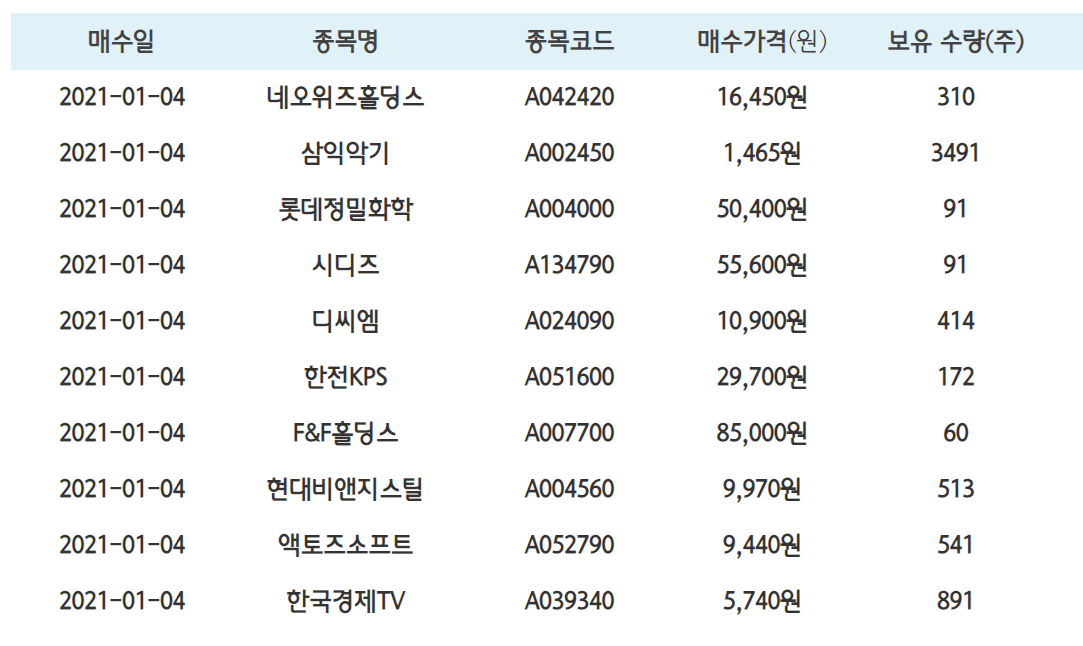 매수일 종목명 종목코드 매수가격(원) 보유 수량(주)
2021-01-04 네오위즈홀딩스 A042420 16,450원 310
2021-01-04 삼익악기 A002450 1,465원 3491
2021-01-04 롯데정밀화학 A004000 50,400원 91
2021-01-04 시디즈 A134790 55,600원 91
2021-01-04 디씨엠 A024090 10,900원 414
2021-01-04 한전KPS A051600 29,700원 172
2021-01-04 F&F홀딩스 A007700 85,000원 60
2021-01-04 현대비앤지스틸 A004560 9,970원 513
2021-01-04 액토즈소프트 A052790 9,440원 541
2021-01-04 한국경제TV A039340 5,740원 891